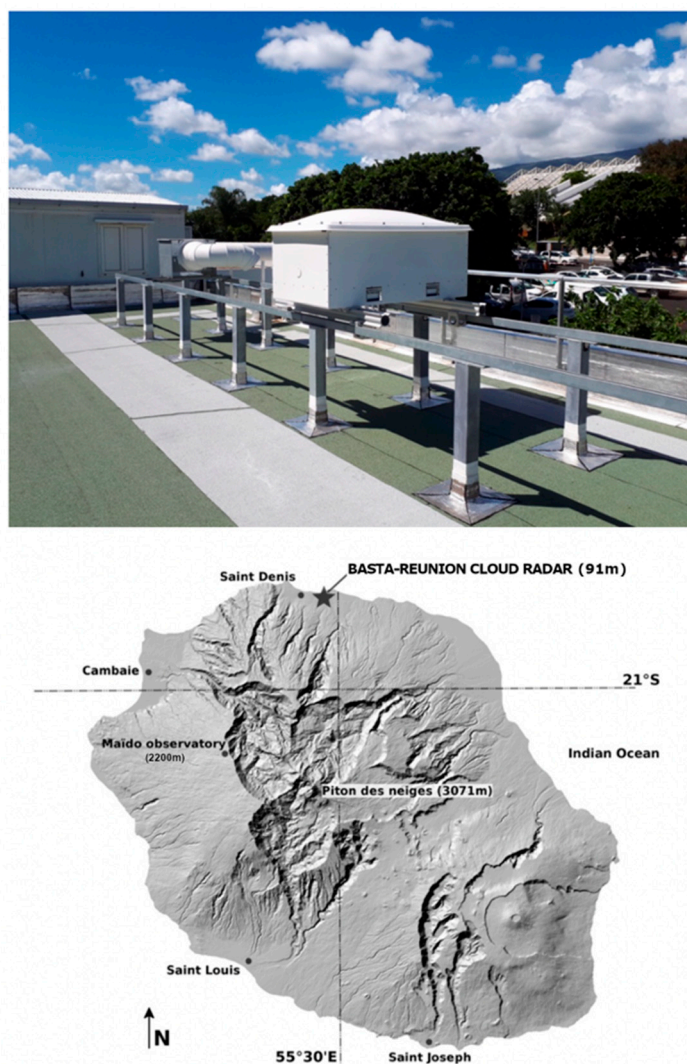 BASTA-REUNION CLOUD RADAR (91m)
Saint Denis
Cambaie
21°S
Maïdo observatory
(2200m)
Indian Ocean
Piton des neiges (3071m)
Saint Louis
N
55°30'E
Saint Joseph